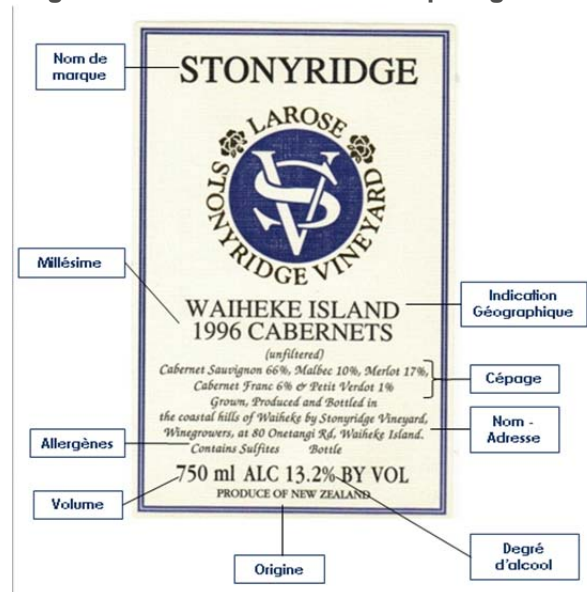 Nom de
marque
STONYRIDGE
LAROSE
STONYRIDGE VINEYARD
SV
Millésime
WAIHEKE ISLAND
1996 CABERNETS
Indication
Géographique
(unfiltered)
Cabernet Sauvignon 66%, Malbec 10%, Merlot 17%,
Cabernet Franc 6% & Petit Verdot 1%
Cépage
Grown, Produced and Bottled in
the coastal hills of Waiheke by Stonyridge Vineyard,
Winegrowers, at 80 Onetangi Rd, Waiheke Island.
Nom -
Adresse
Allergènes
Contains Sulfites Bottle
750 ml ALC 13.2% BY VOL
Volume
PRODUCE OF NEW ZEALAND
Origine
Degré
d'alcool